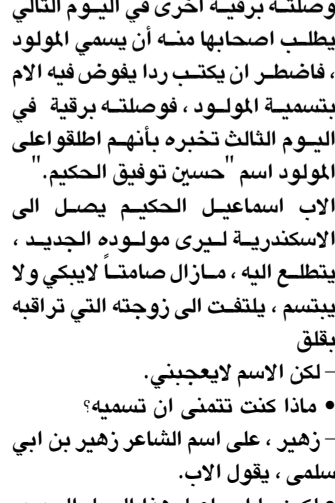 وصلته برقية اخرى في اليوم التالي
يطلب اصحابها منه أن يسمي المولود
، فاضطر ان يكتب ردا يفوض فيه الام
بتسمية المولود ، فوصلته برقية في
اليوم الثالث تخبره بأنهم اطلقوا على
المولود اسم "حسين توفيق الحكيم."
الاب اسماعيل الحكيم يصل الى
الاسكندرية ليرى مولوده الجديد ،
يتطلع اليه ، مازال صامتاً لايبكي ولا
يبتسم ، يلتفت الى زوجته التي تراقبه
بقلق
- لكن الاسم لايعجبني.
• ماذا كنت تتمنى ان تسميه؟
- زهير ، على اسم الشاعر زهير بن ابي
سلمى ، يقول الاب.